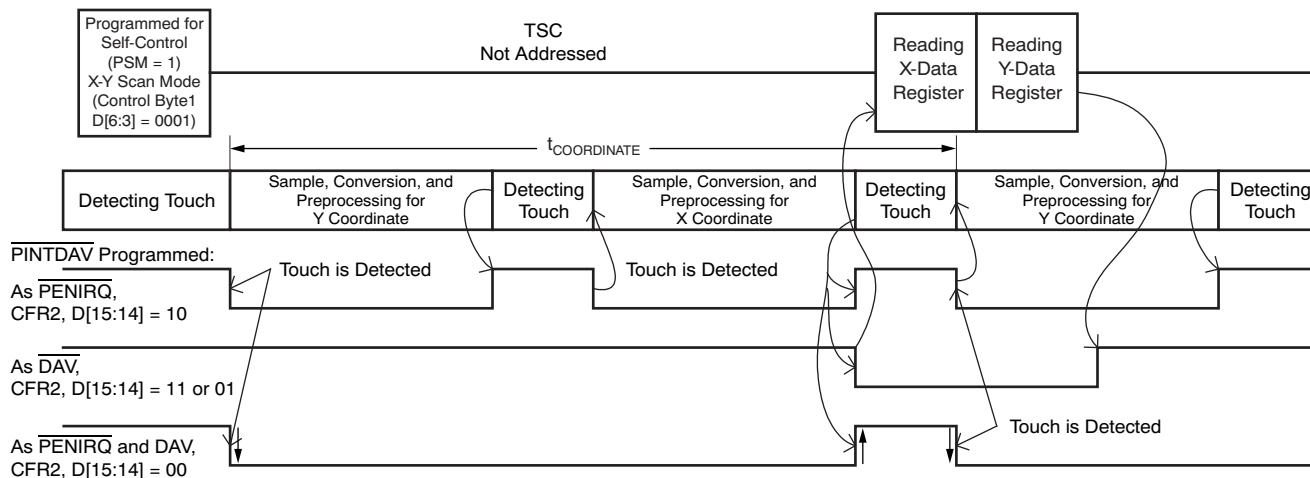 Programmed for
Self-Control
(PSM = 1)
X-Y Scan Mode
(Control Byte1
D[6:3] = 0001)
TSC
Not Addressed
Reading
X-Data
Register
Reading
Y-Data
Register
tCOORDINATE
Detecting Touch
Sample, Conversion, and
Preprocessing for
Y Coordinate
Detecting
Touch
Sample, Conversion, and
Preprocessing for
X Coordinate
Detecting
Touch
Sample, Conversion, and
Preprocessing for
Y Coordinate
Detecting
Touch
PINTDAV Programmed:
Touch is Detected
Touch is Detected
As PENIRQ,
CFR2, D[15:14] = 10
As DAV,
CFR2, D[15:14] = 11 or 01
Touch is Detected
As PENIRQ and DAV,
CFR2, D[15:14] = 00